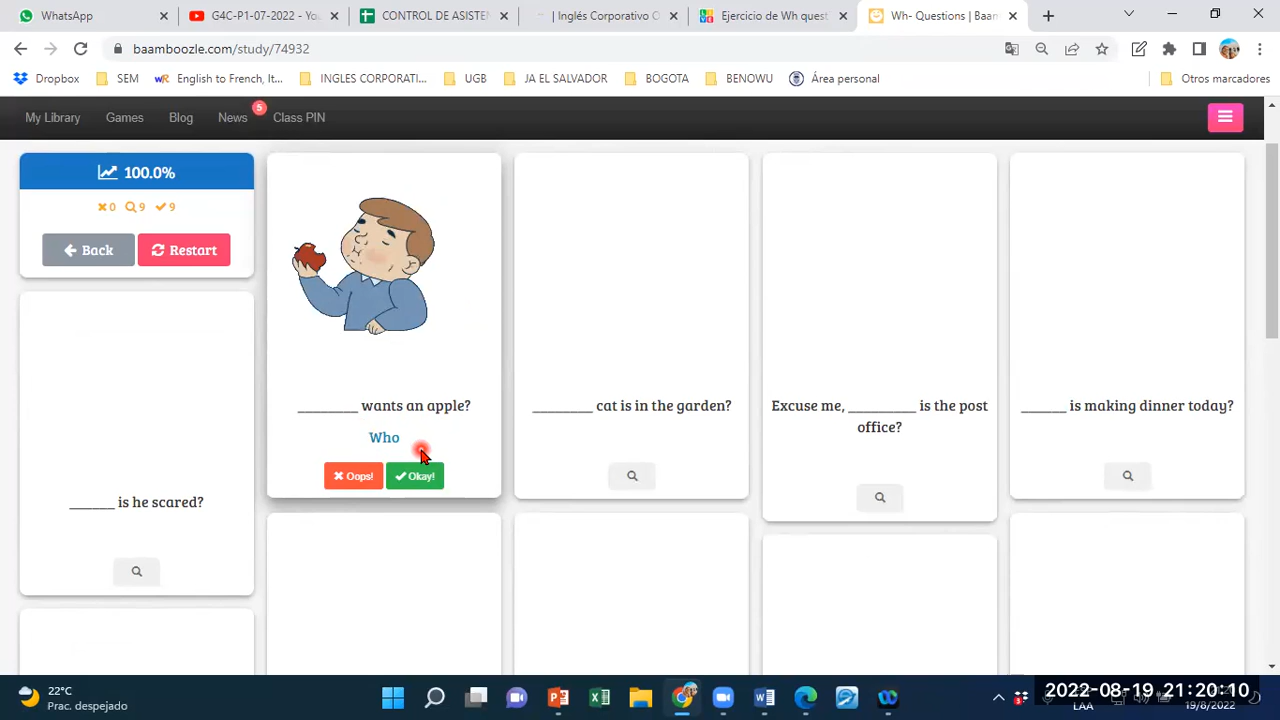 WhatsApp
G4C-P1-07-2022 - Yo
CONTROL DE ASISTEN
| Inglés Corporativo O
Ejercicio de Wh quest
Wh- Questions | Baam
baamboozle.com/study/74932
Dropbox
SEM
English to French, It...
INGLES CORPORATI...
UGB
JA EL SALVADOR
BOGOTA
BENOWU
Área personal
Otros marcadores
My Library
Games
Blog
News
5
Class PIN
100.0%
0
9
9
Back
Restart
______ is he scared?
________ wants an apple?
Who
Oops!
Okay!
________ cat is in the garden?
Excuse me, _________ is the post
office?
______ is making dinner today?
22°C
Prac. despejado
2022-08-19 21:20:10
LAA
19/8/2022